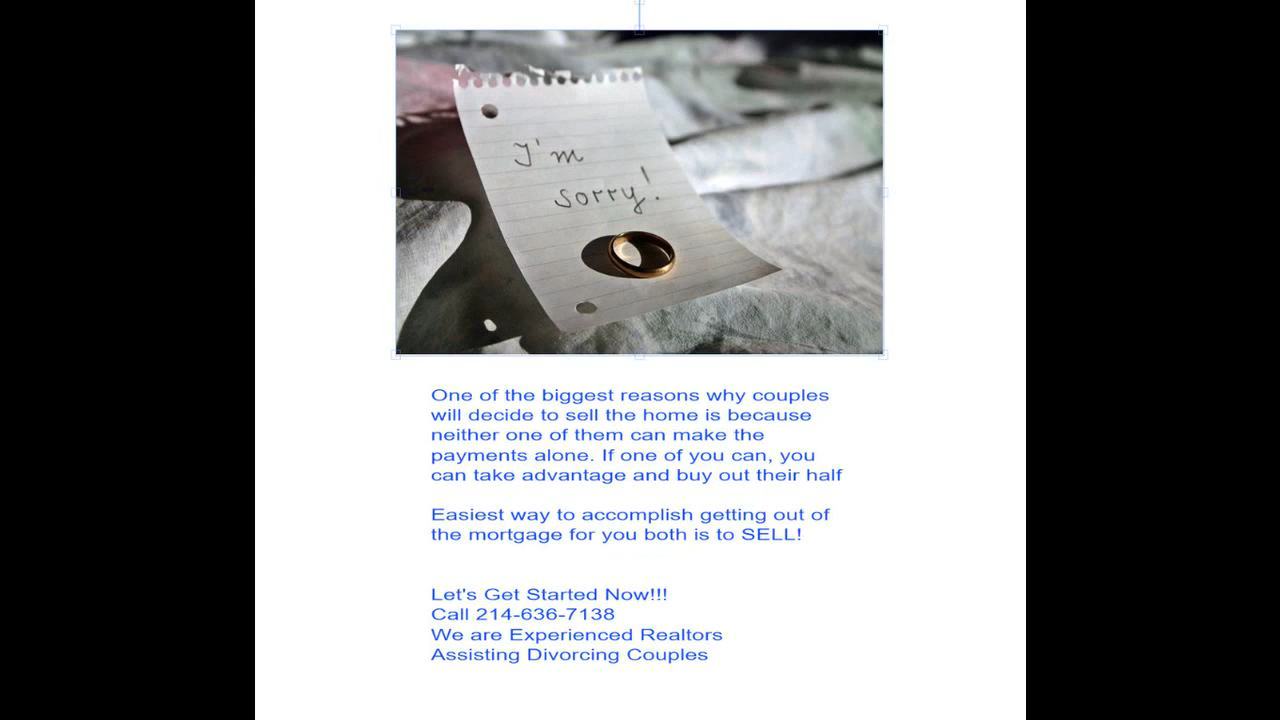 I'm
sorry!
One of the biggest reasons why couples
will decide to sell the home is because
neither one of them can make the
payments alone. If one of you can, you
can take advantage and buy out their half
Easiest way to accomplish getting out of
the mortgage for you both is to SELL!
Let's Get Started Now!!!
Call 214-636-7138
We are Experienced Realtors
Assisting Divorcing Couples